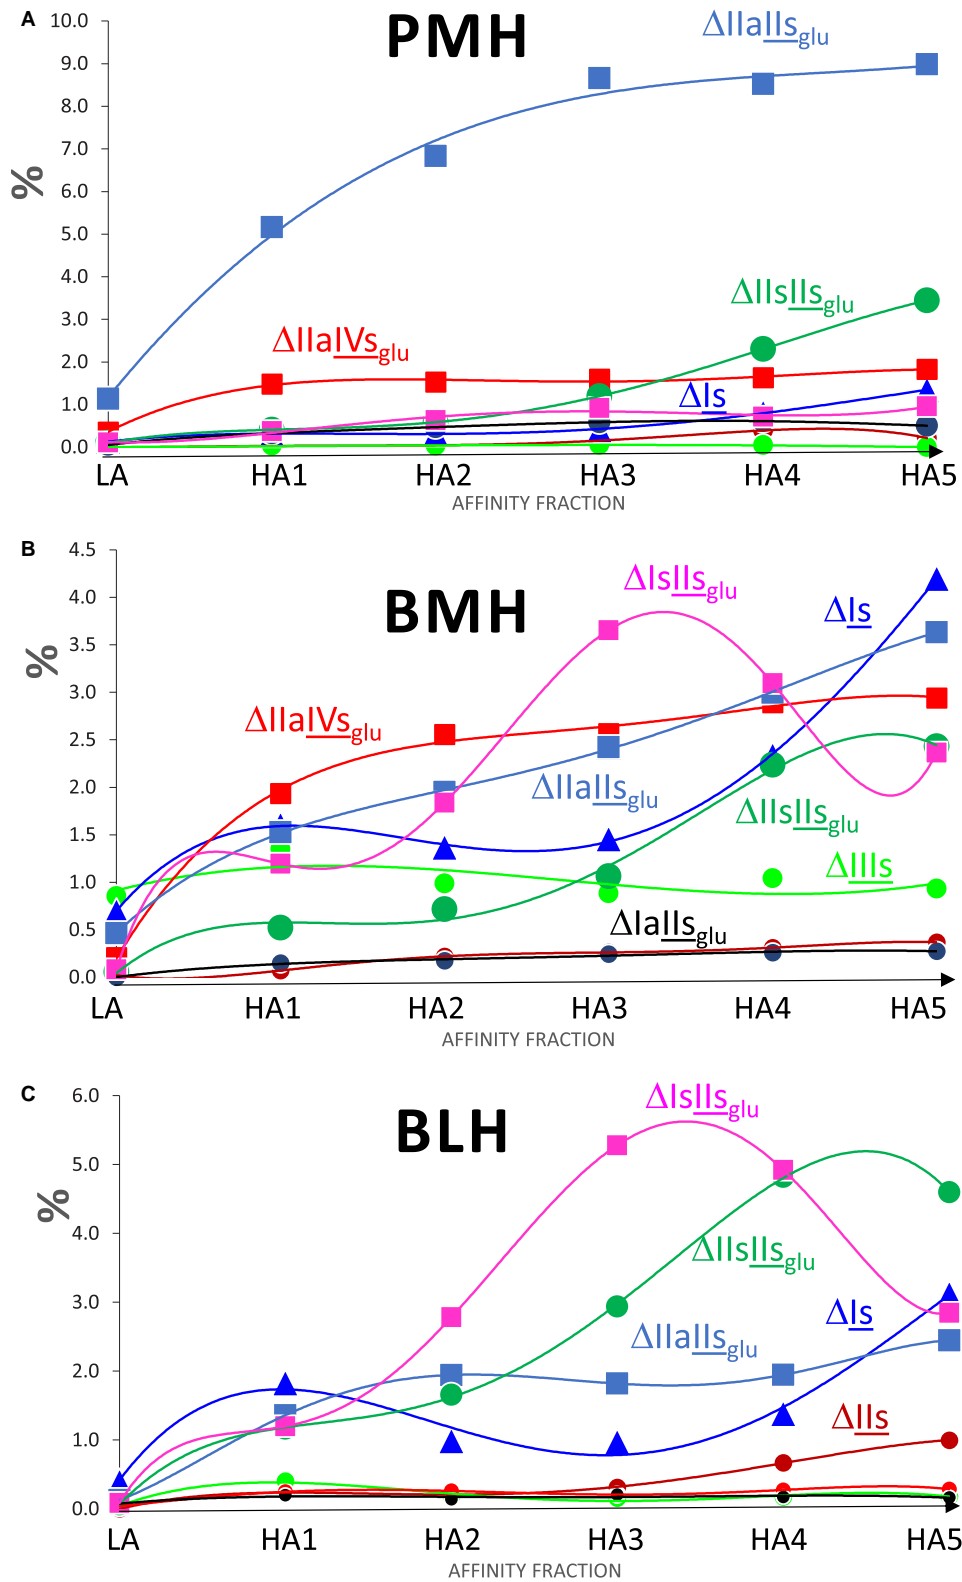 A
PMH
10.0
9.0
8.0
7.0
6.0
5.0
4.0
3.0
2.0
1.0
0.0
%
ΔIIaIIsglu
ΔIIsIIsglu
ΔIIaIVsglu
ΔIs
LA HA1 HA2 HA3 HA4 HA5
AFFINITY FRACTION
B
BMH
4.5
4.0
3.5
3.0
2.5
2.0
1.5
1.0
0.5
0.0
%
ΔIsIIsglu
ΔIs
ΔIIaIVsglu
ΔIIaIIsglu
ΔIIsIIsglu
ΔIIIs
ΔIaIIsglu
LA HA1 HA2 HA3 HA4 HA5
AFFINITY FRACTION
C
BLH
6.0
5.0
4.0
3.0
2.0
1.0
0.0
%
ΔIsIIsglu
ΔIIsIIsglu
ΔIs
ΔIIaIIsglu
ΔIIs
LA HA1 HA2 HA3 HA4 HA5
AFFINITY FRACTION